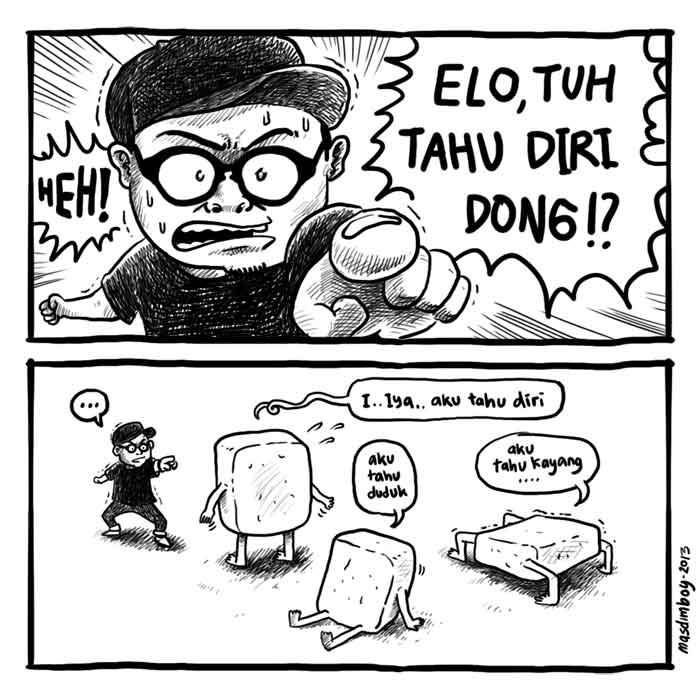 HEH!
ELO, TUH
TAHU DIRI
DONG!?
...
I.. Iya.. aku tahu diri
aku
tahu
duduk
aku
tahu kayang
....
masdimboy-2013